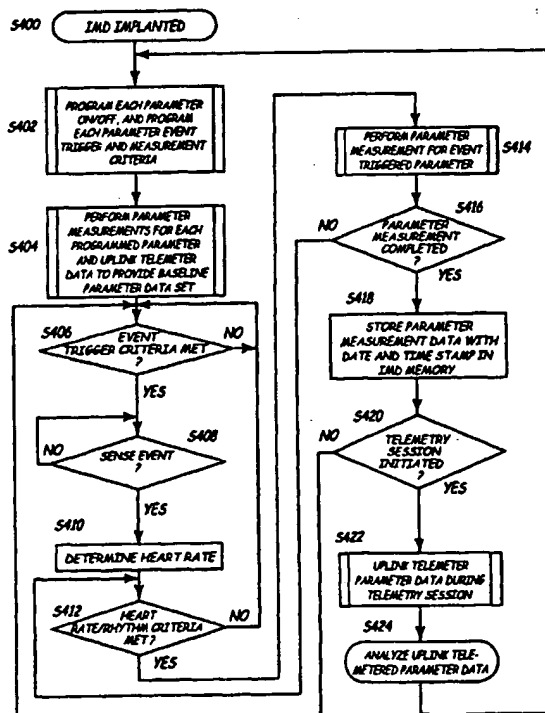 S400
IMD IMPLANTED
S402
PROGRAM EACH PARAMETER
ON/OFF, AND PROGRAM
EACH PARAMETER EVENT
TRIGGER AND MEASUREMENT
CRITERIA
S404
PERFORM PARAMETER
MEASUREMENTS FOR EACH
PROGRAMMED PARAMETER
AND UPLINK TELEMETER
DATA TO PROVIDE BASELINE
PARAMETER DATA SET
S406
EVENT
TRIGGER CRITERIA MET
?
NO
YES
S408
SENSE EVENT
?
NO
YES
S410
DETERMINE HEART RATE
S412
HEART
RATE/RHYTHM CRITERIA
MET ?
NO
YES
PERFORM PARAMETER
MEASUREMENT FOR EVENT
TRIGGERED PARAMETER
S414
S416
NO
PARAMETER
MEASUREMENT
COMPLETED
?
YES
S418
STORE PARAMETER
MEASUREMENT DATA WITH
DATE AND TIME STAMP IN
IMD MEMORY
S420
NO
TELEMETRY
SESSION
INITIATED
?
YES
S422
UPLINK TELEMETER
PARAMETER DATA DURING
TELEMETRY SESSION
S424
ANALYZE UPLINK TELE-
METERED PARAMETER DATA